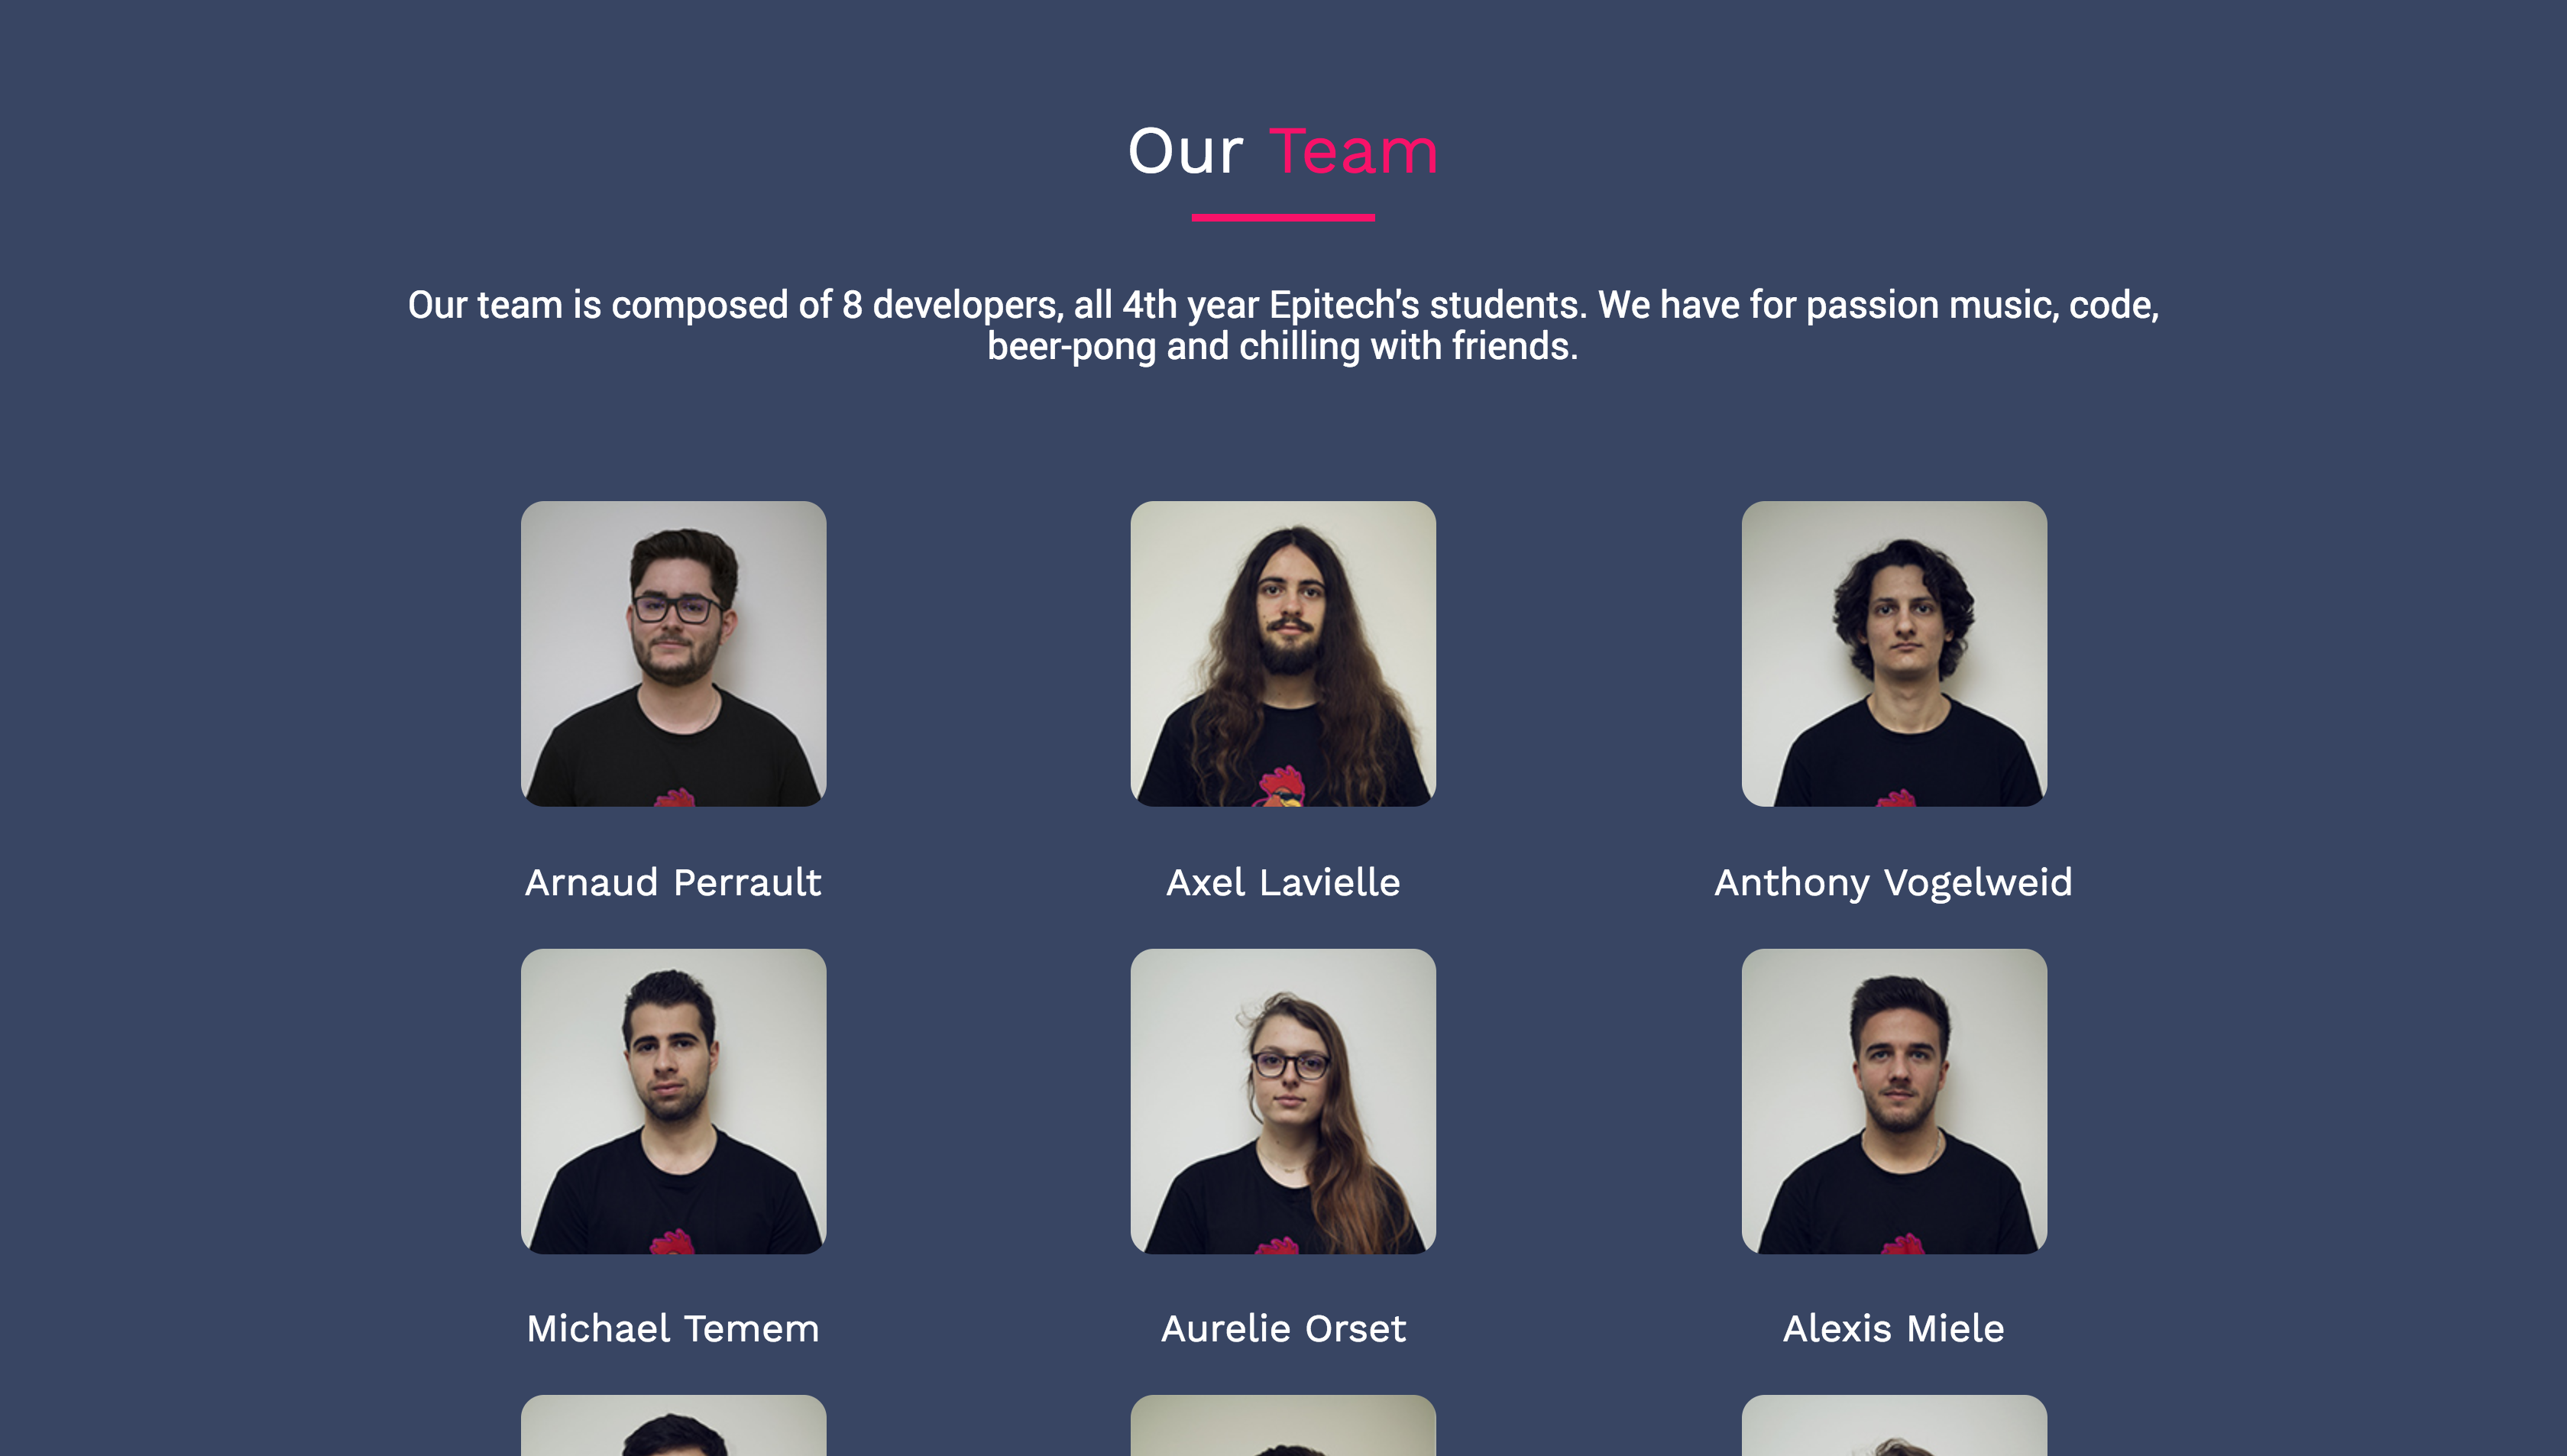 Our Team
Our team is composed of 8 developers, all 4th year Epitech's students. We have for passion music, code,
beer-pong and chilling with friends.
Arnaud Perrault
Axel Lavielle
Anthony Vogelweid
Michael Temem
Aurelie Orset
Alexis Miele